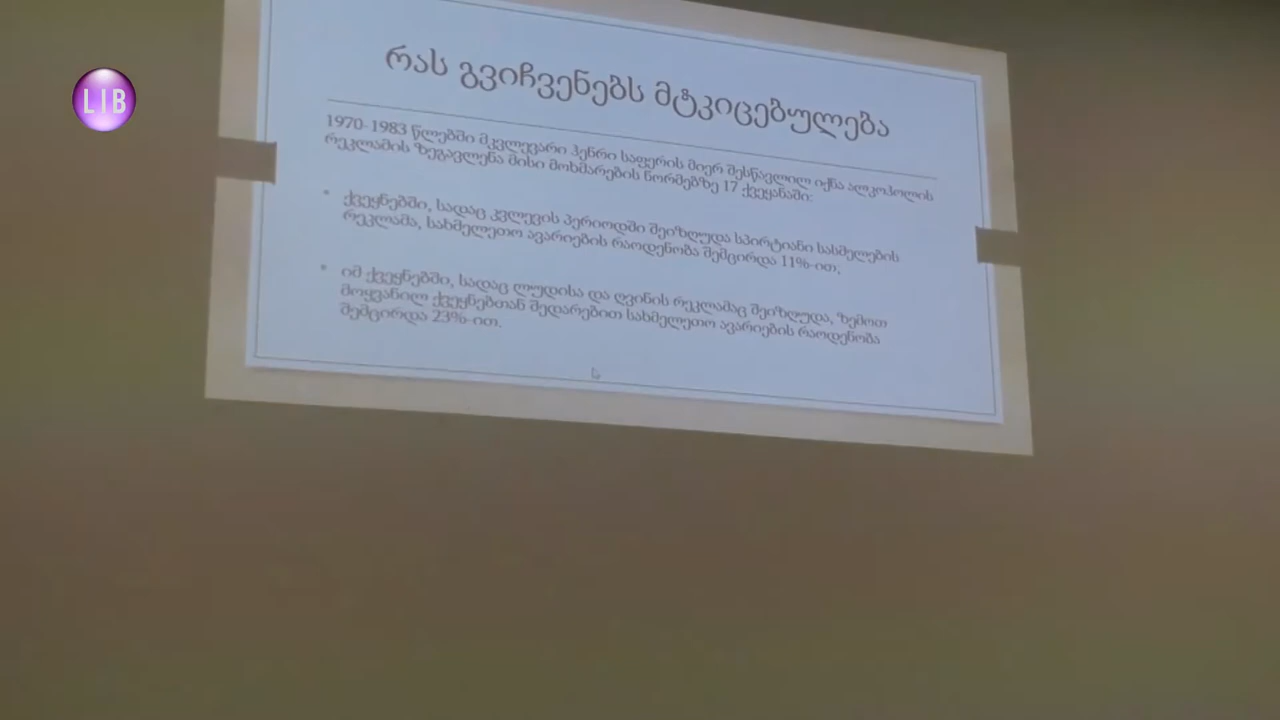 LIB
რას გვიჩვენებს მტკიცებულება
1970-1983 წლებში მკვლევარი ჰენრი საფერის მიერ შესწავლილ იქნა ალკოჰოლის
რეკლამის ზეგავლენა მისი მოხმარების ნორმებზე 17 ქვეყანაში:
• ქვეყნებში, სადაც კვლევის პერიოდში შეიზღუდა სპირტიანი სასმელების
რეკლამა, სახმელეთო ავარიების რაოდენობა შემცირდა 11%-ით;
• იმ ქვეყნებში, სადაც ლუდისა და ღვინის რეკლამაც შეიზღუდა, ზემოთ
მოყვანილ ქვეყნებთან შედარებით სახმელეთო ავარიების რაოდენობა
შემცირდა 23%-ით.